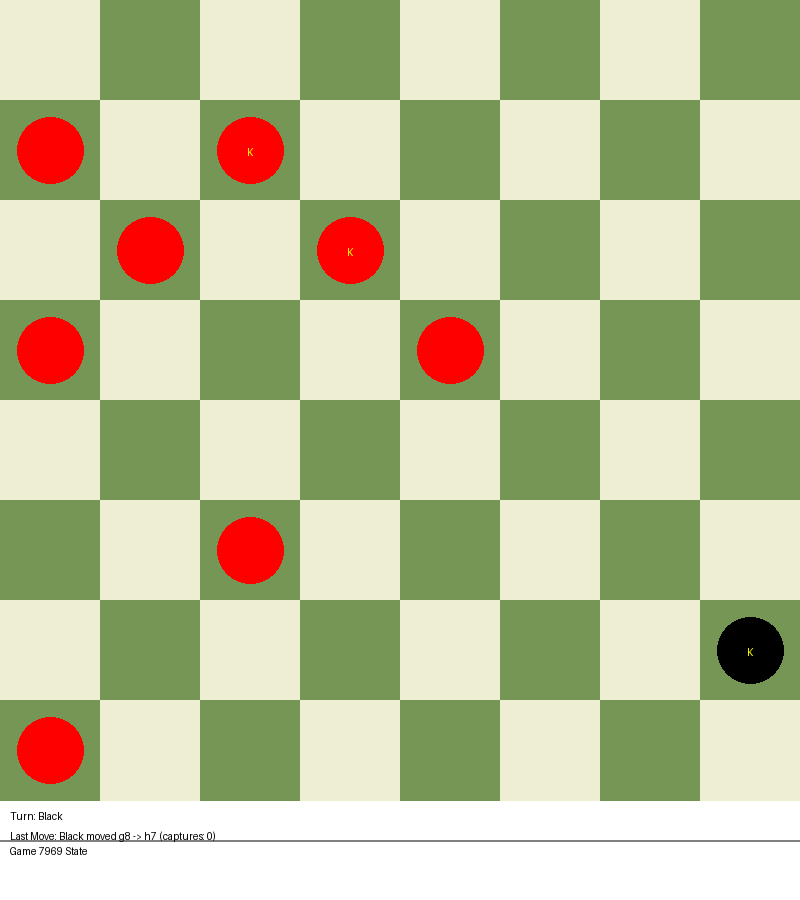 K
K
K
Turn: Black
Last Move: Black moved g8 -> h7 (captures: 0)
Game 7969 State